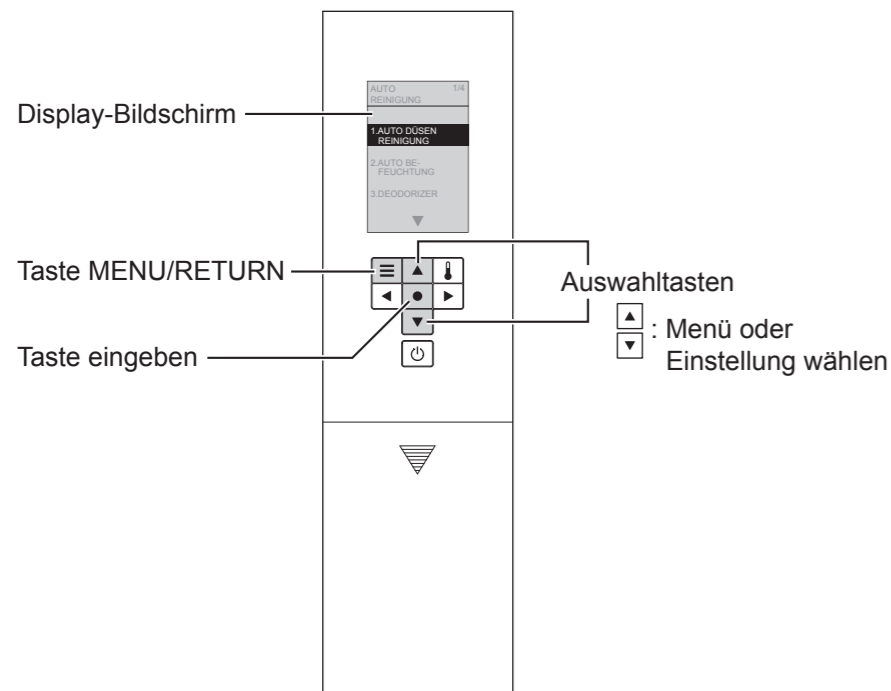 AUTO 1/4
REINIGUNG
Display-Bildschirm
1.AUTO DÜSEN
REINIGUNG
2.AUTO BE-
FEUCHTUNG
3.DEODORIZER
Taste MENU/RETURN
Auswahltasten
: Menü oder
Einstellung wählen
Taste eingeben